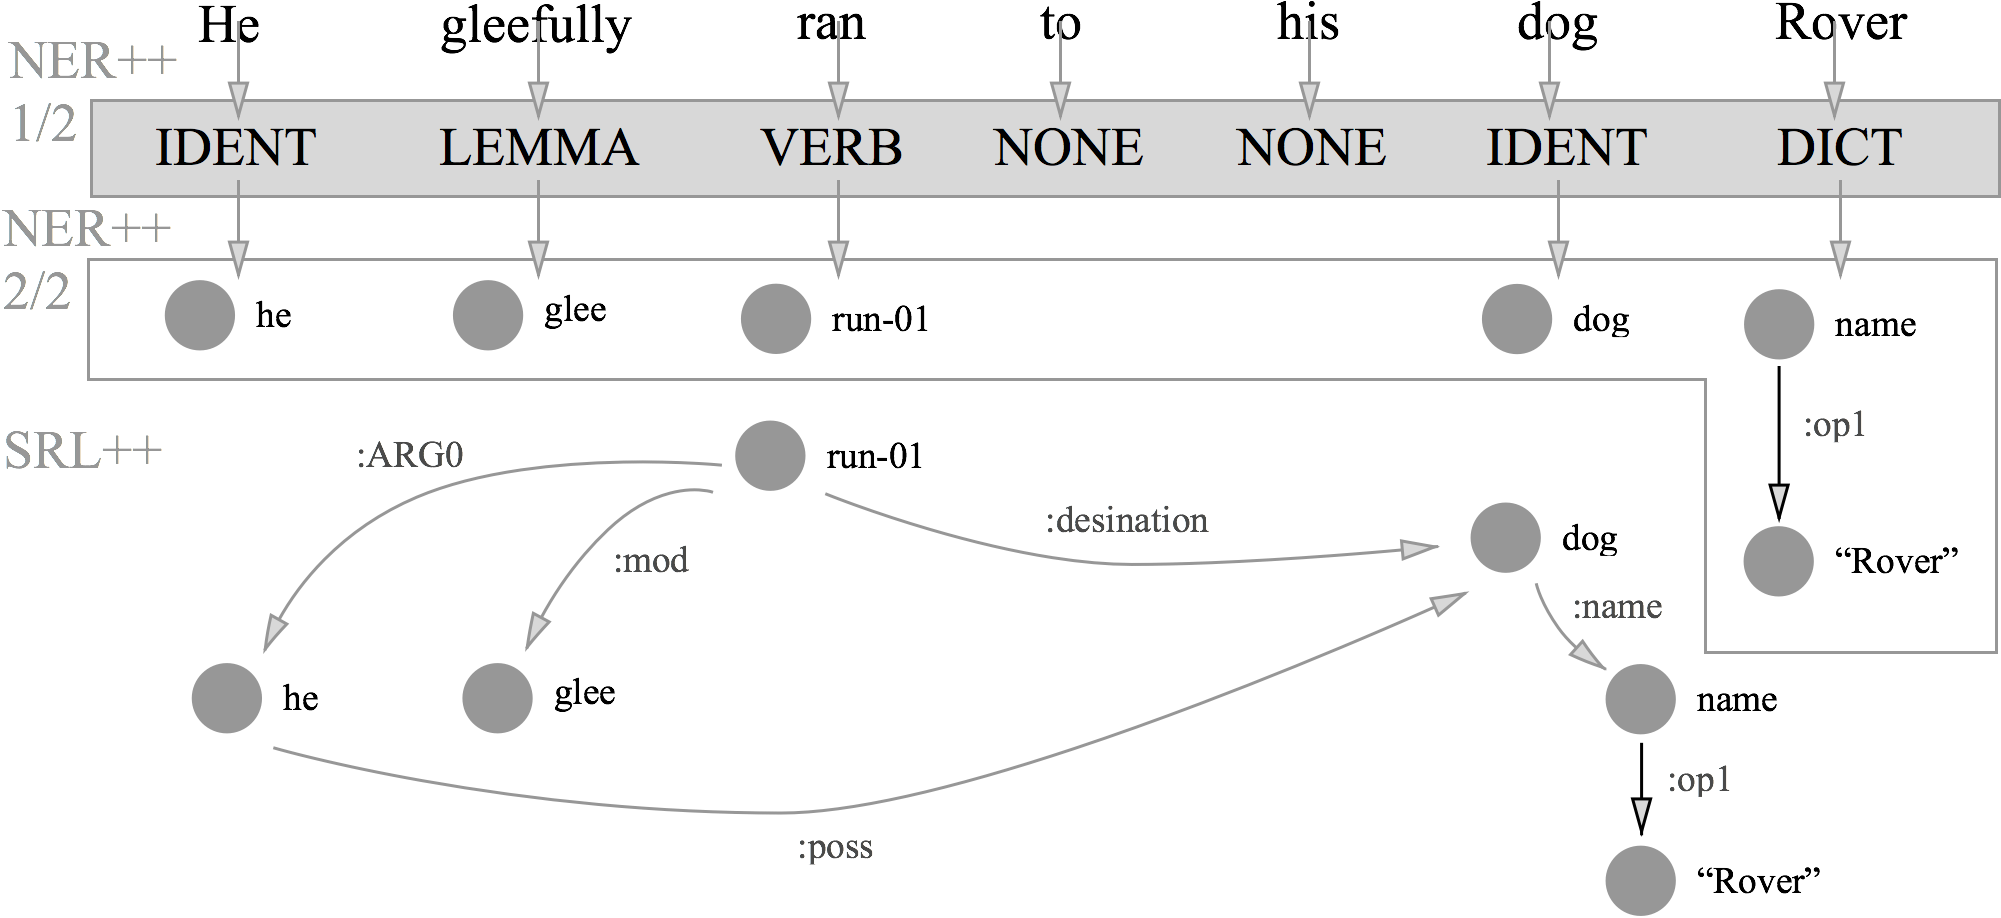 He gleefully ran to his dog Rover
NER++
1/2
IDENT LEMMA VERB NONE NONE IDENT DICT
NER++
2/2
he glee run-01 dog name
:op1
"Rover"
SRL++
:ARG0 run-01
:mod :desination dog
:name
he glee name
:op1
:poss
"Rover"